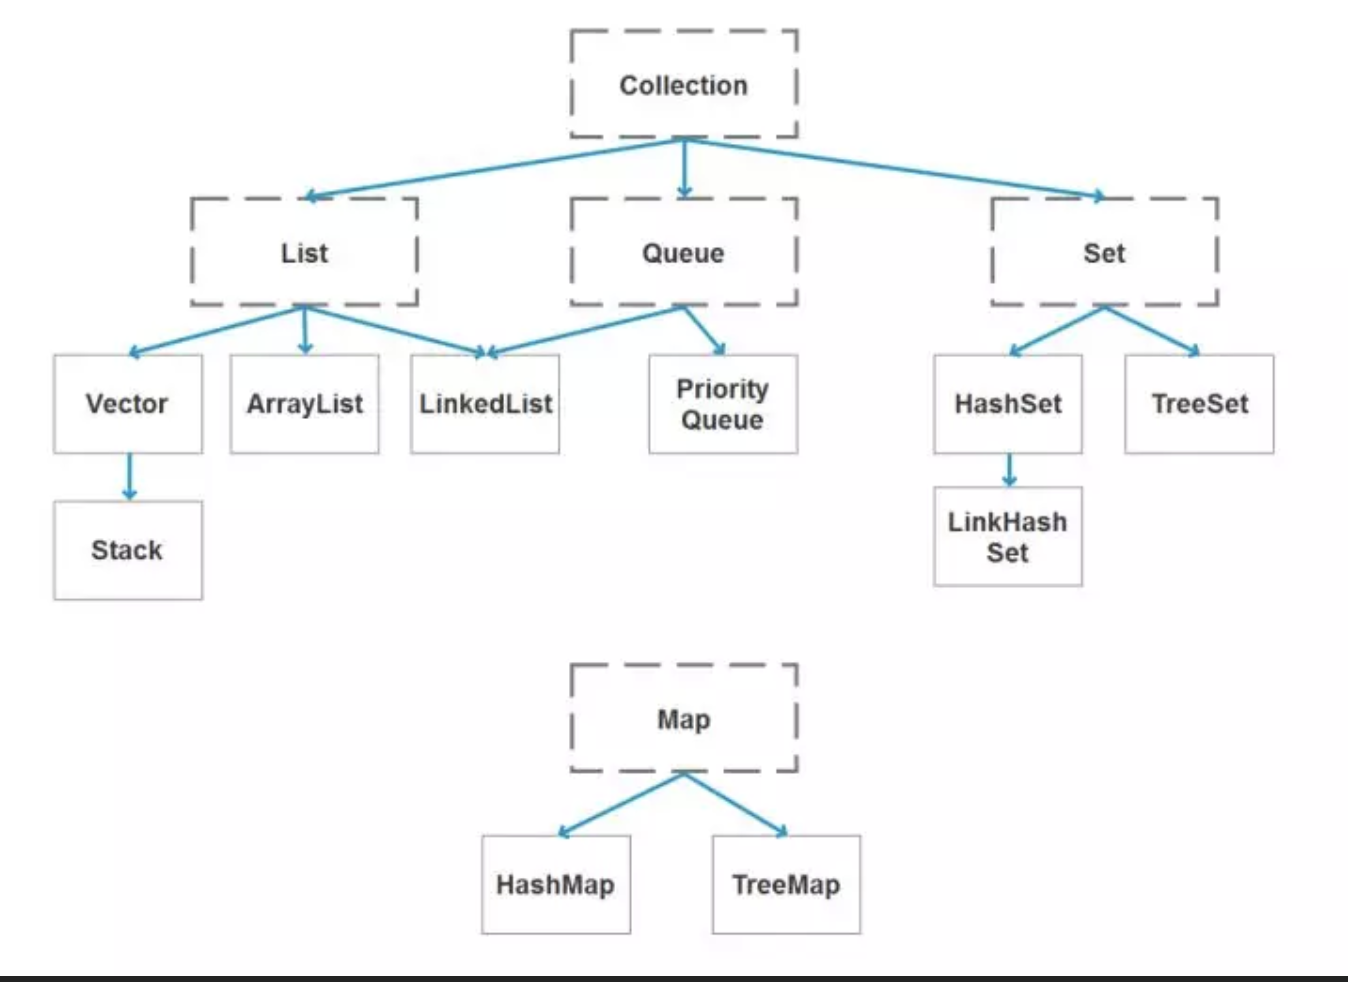 Collection
List
Queue
Set
Vector
ArrayList
LinkedList
Priority
Queue
HashSet
TreeSet
Stack
LinkHash
Set
Map
HashMap
TreeMap